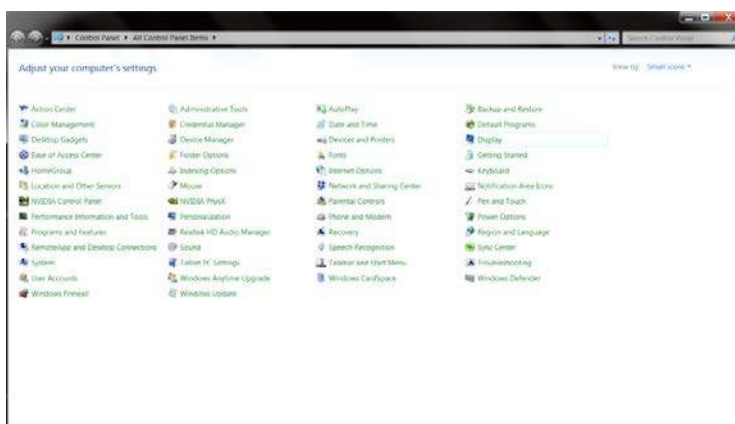 Control Panel ▸ All Control Panel Items ▸
Search Control Panel
Adjust your computer's settings
View by: Small icons
Action Center
Administrative Tools
AutoPlay
Backup and Restore
Color Management
Credential Manager
Date and Time
Default Programs
Desktop Gadgets
Device Manager
Devices and Printers
Display
Ease of Access Center
Folder Options
Fonts
Getting Started
HomeGroup
Indexing Options
Internet Options
Keyboard
Location and Other Sensors
Mouse
Network and Sharing Center
Notification Area Icons
NVIDIA Control Panel
NVIDIA PhysX
Parental Controls
Pen and Touch
Performance Information and Tools
Personalization
Phone and Modem
Power Options
Programs and Features
Realtek HD Audio Manager
Recovery
Region and Language
RemoteApp and Desktop Connections
Sound
Speech Recognition
Sync Center
System
Tablet PC Settings
Taskbar and Start Menu
Troubleshooting
User Accounts
Windows Anytime Upgrade
Windows CardSpace
Windows Defender
Windows Firewall
Windows Update